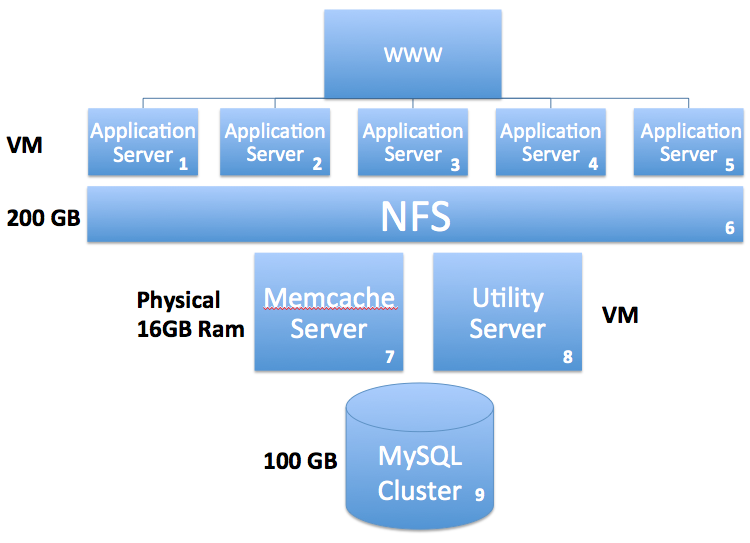 www
VM
Application
Server 1
Application
Server 2
Application
Server 3
Application
Server 4
Application
Server 5
200 GB
NFS
6
Physical
16GB Ram
Memcache
Server
7
Utility
Server
8
VM
100 GB
MySQL
Cluster 9